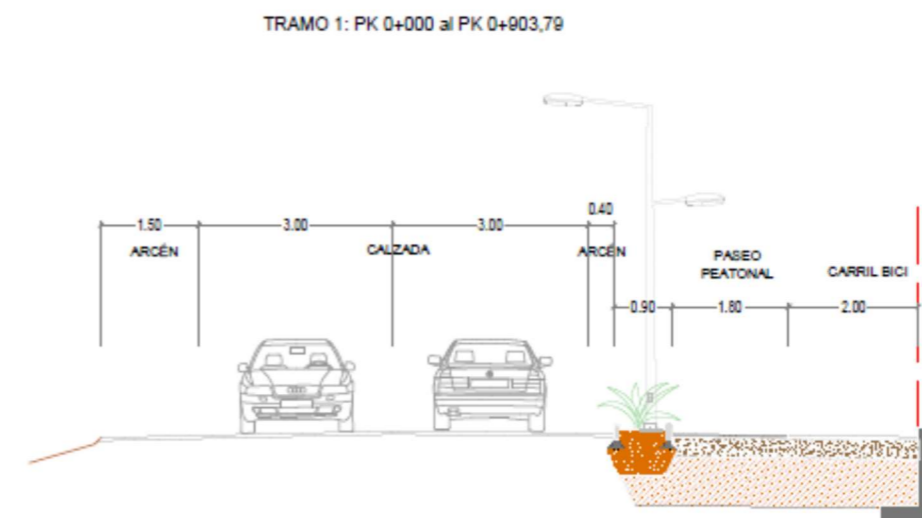 TRAMO 1: PK 0+000 al PK 0+903,79
0.40
1.50 3.00 3.00
ARCÉN CALZADA ARCÉN PASEO
PEATONAL CARRIL BICI
0.90 1.80 2.00